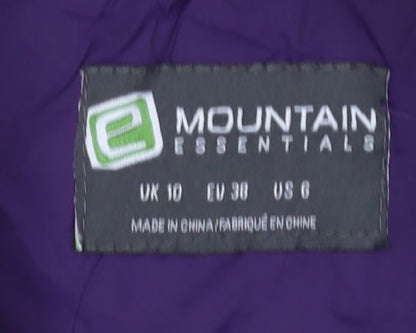 e MOUNTAIN
ESSENTIALS
UK 10 EU 38 US 6
MADE IN CHINA/FABRIQUÉ EN CHINE